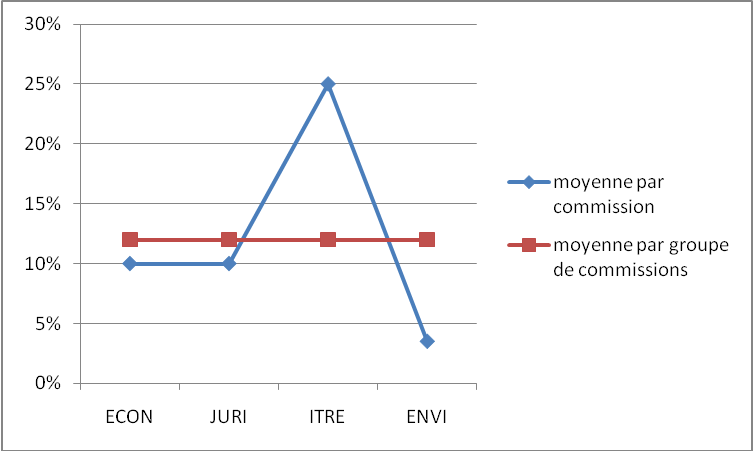 30%
25%
20%
15%
10%
5%
0%
ECON JURI ITRE ENVI
moyenne par
commission
moyenne par groupe
de commissions